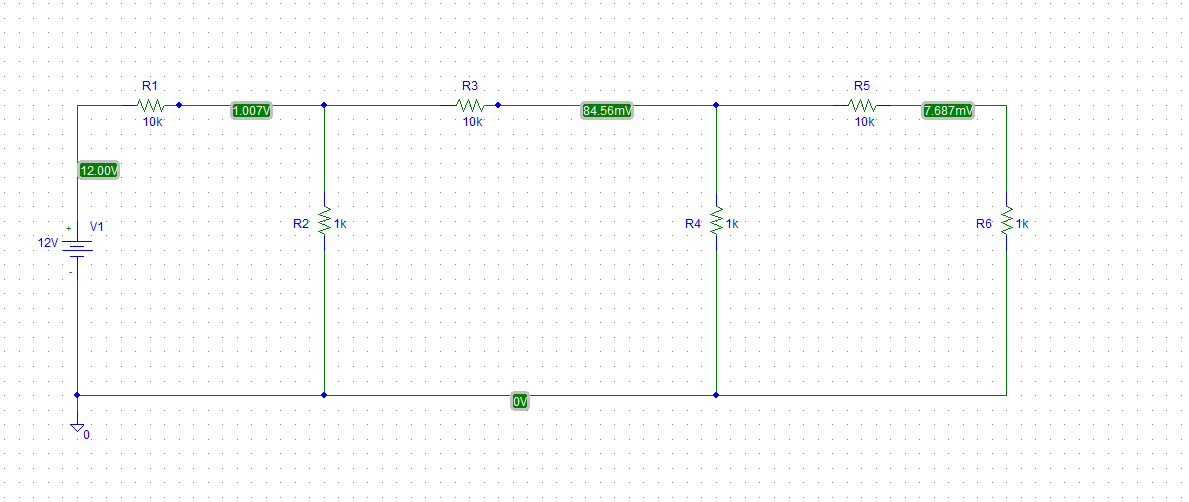 R1
R3
R5
1.007V
84.56mV
7.687mV
10k
10k
10k
12.00V
+
V1
12V
-
R2
1k
R4
1k
R6
1k
0V
0